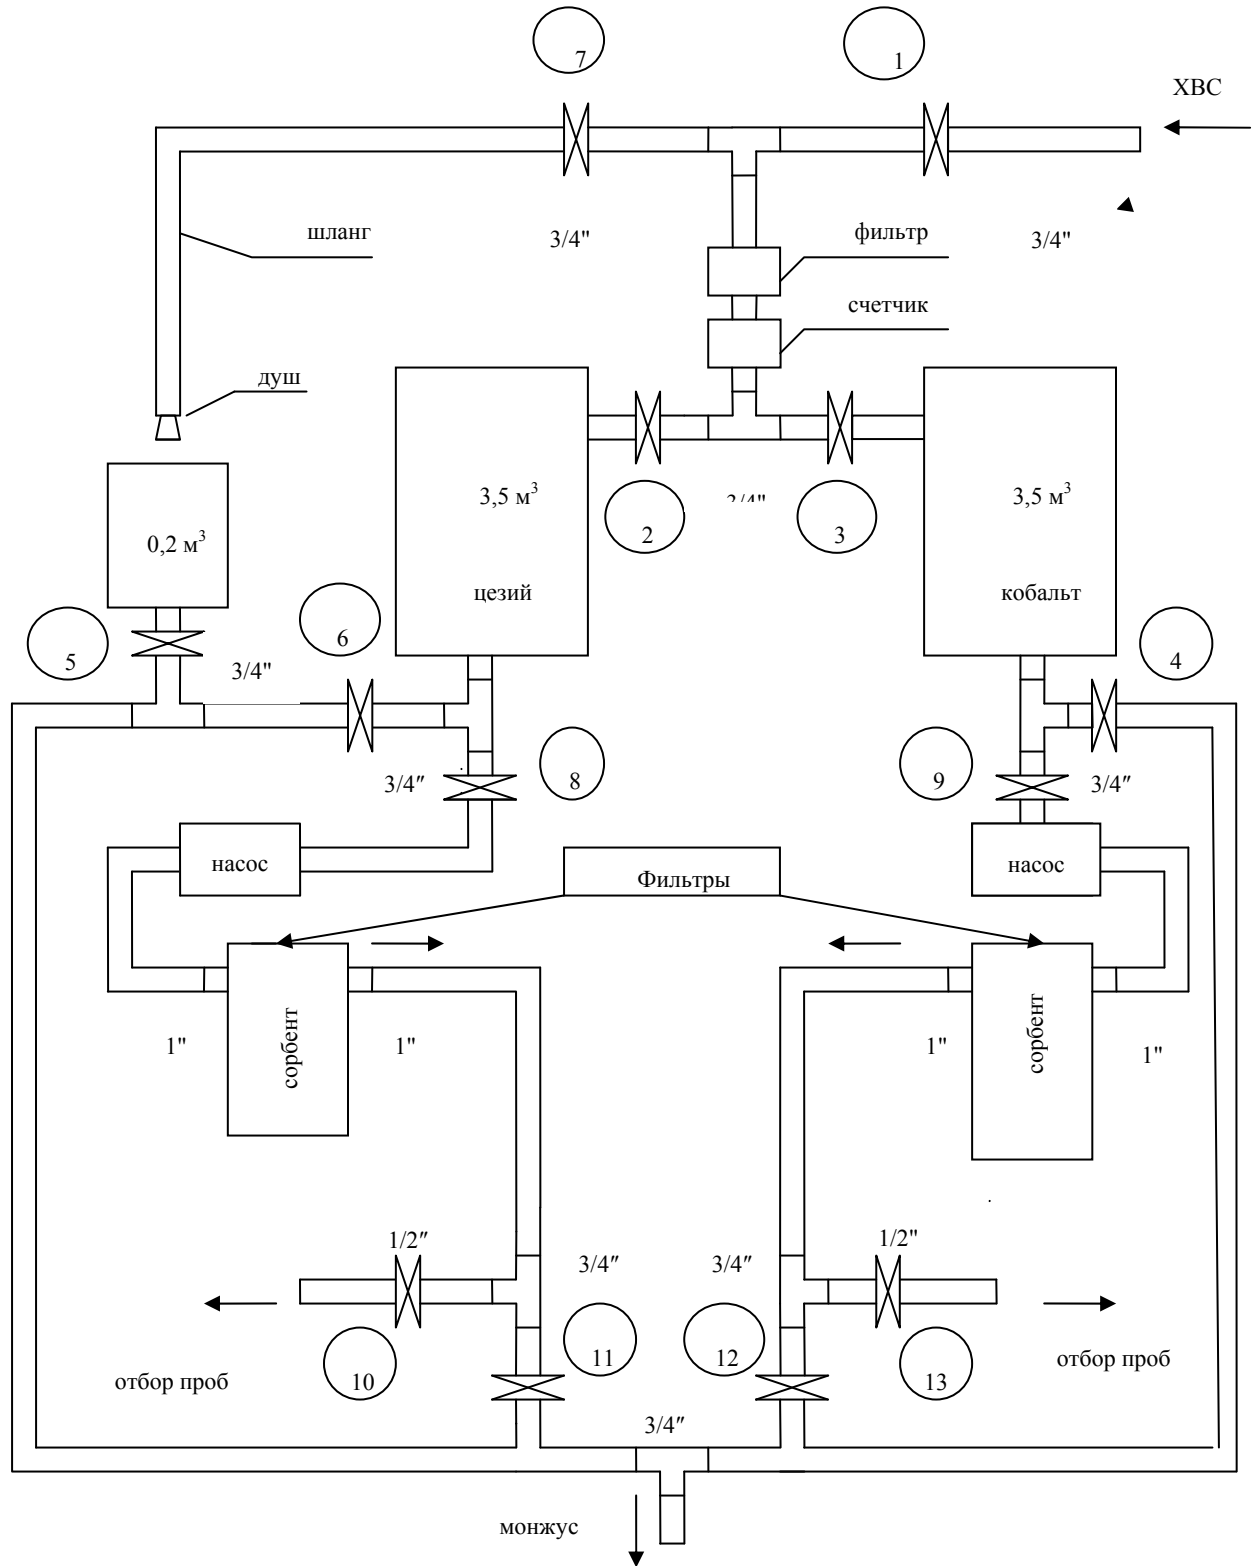 7
1
ХВС
шланг
3/4"
фильтр
3/4"
счетчик
душ
3,5 м³
3,5 м³
0,2 м³
2
3/4"
3
цезий
кобальт
6
5
4
3/4"
8
9
3/4"
3/4"
насос
насос
Фильтры
сорбент
сорбент
1"
1"
1"
1"
1/2"
1/2"
3/4"
3/4"
11
12
10
13
отбор проб
отбор проб
3/4"
монжус